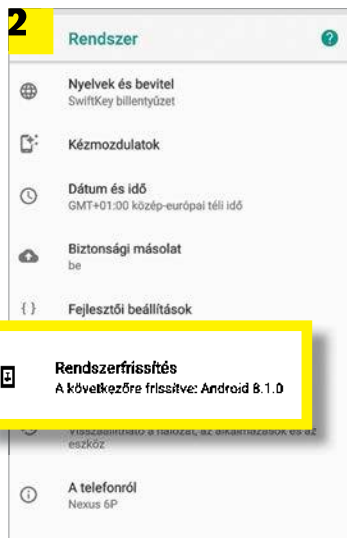 2
Rendszer
Nyelvek és bevitel
SwiftKey billentyűzet
Kézmozdulatok
Dátum és idő
GMT+01:00 közép-európai téli idő
Biztonsági másolat
be
{ } Fejlesztői beállítások
Rendszerfrissítés
A következőre frissítve: Android 8.1.0
Visszaállítható a hálózat, az alkalmazások és az
eszköz
A telefonról
Nexus 6P